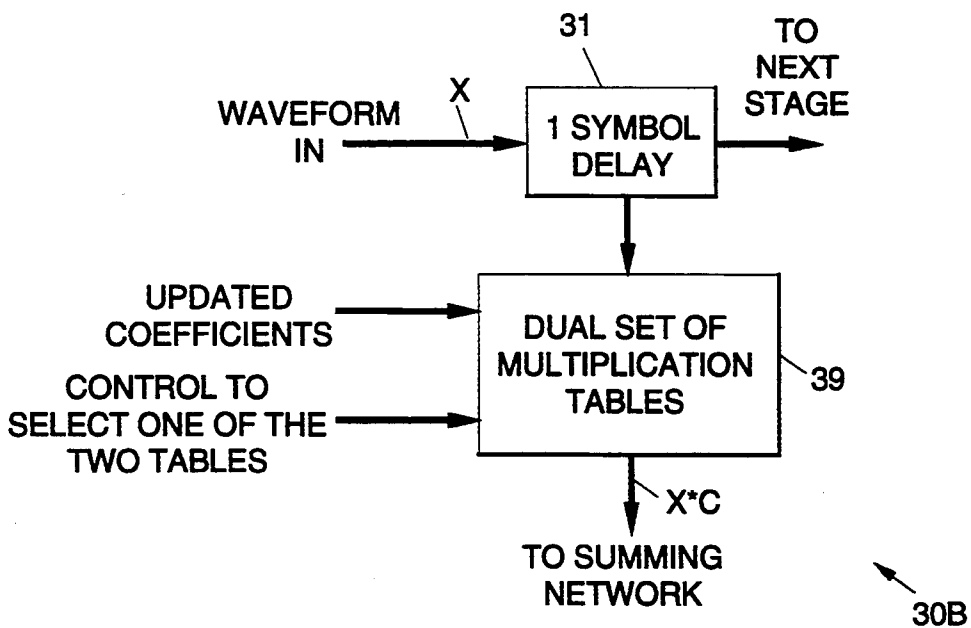 31
TO
NEXT
STAGE
X
WAVEFORM
IN
1 SYMBOL
DELAY
UPDATED
COEFFICIENTS
DUAL SET OF
MULTIPLICATION
TABLES
39
CONTROL TO
SELECT ONE OF THE
TWO TABLES
X*C
TO SUMMING
NETWORK
30B